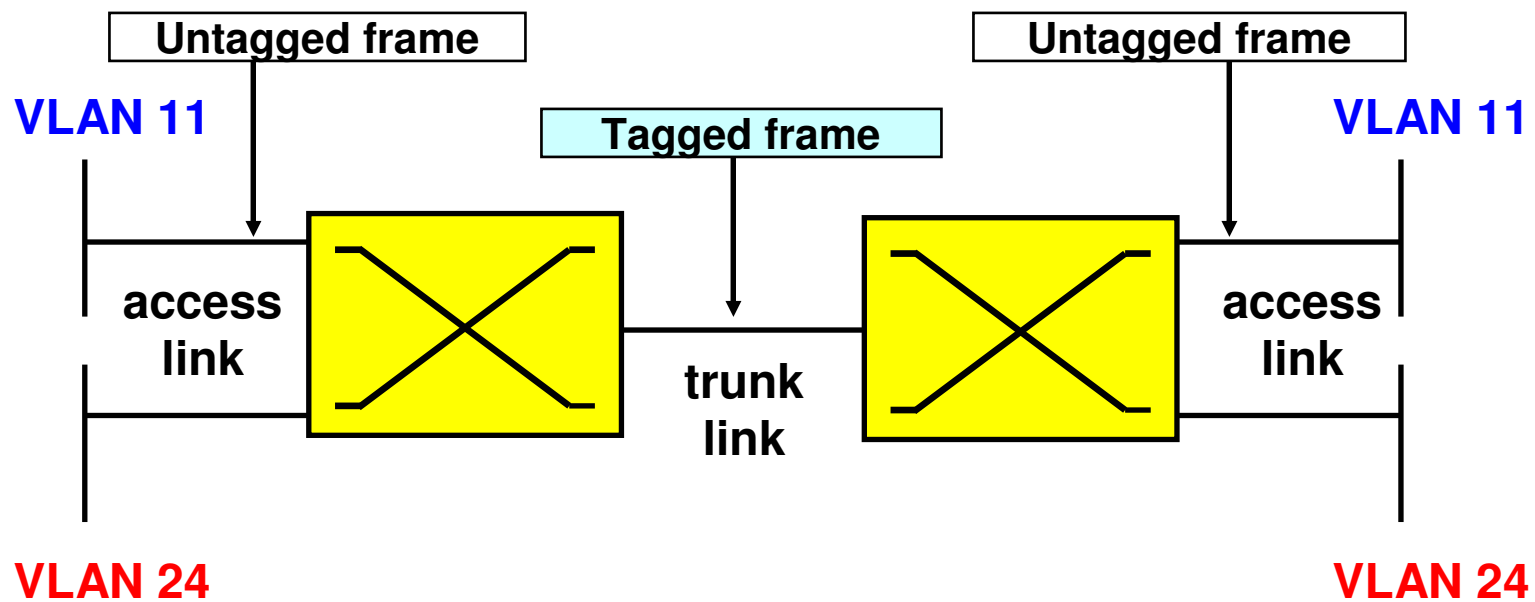 Untagged frame
Untagged frame
VLAN 11
Tagged frame
VLAN 11
access
link
trunk
link
access
link
VLAN 24
VLAN 24